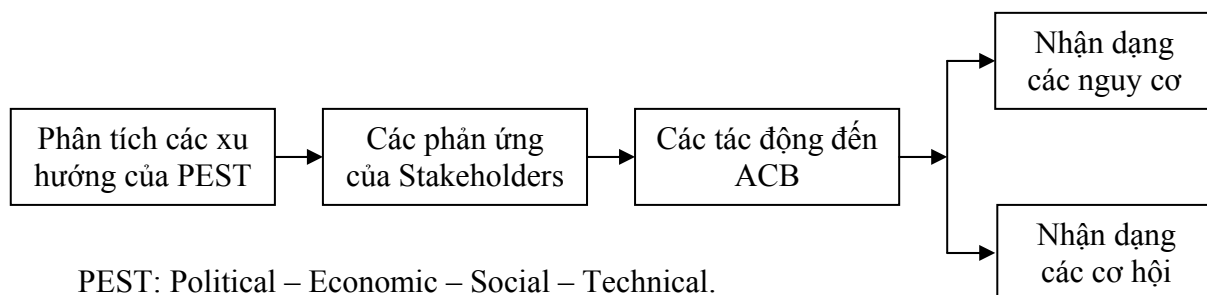 Phân tích các xu
hướng của PEST
Các phản ứng
của Stakeholders
Các tác động đến
ACB
Nhận dạng
các nguy cơ
Nhận dạng
các cơ hội
PEST: Political – Economic – Social – Technical.